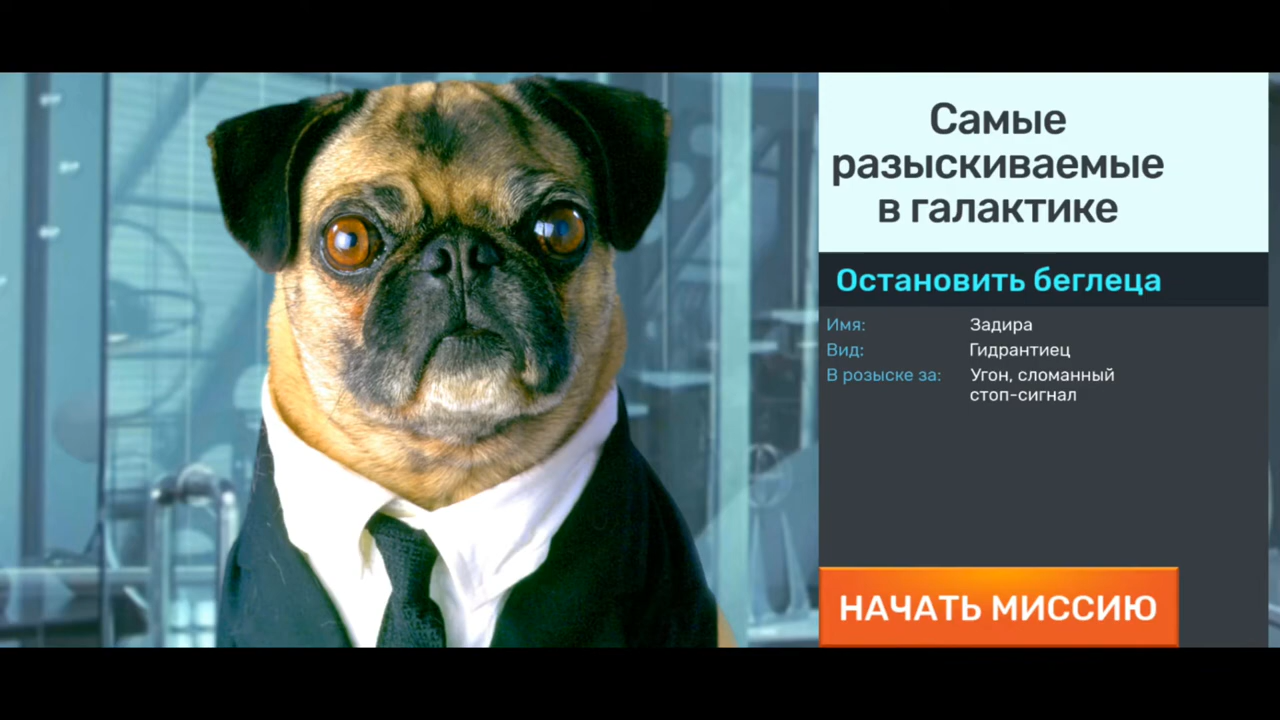 Самые
разыскиваемые
в галактике
Остановить беглеца
Имя: Задира
Вид: Гидрантиец
В розыске за: Угон, сломанный
стоп-сигнал
НАЧАТЬ МИССИЮ